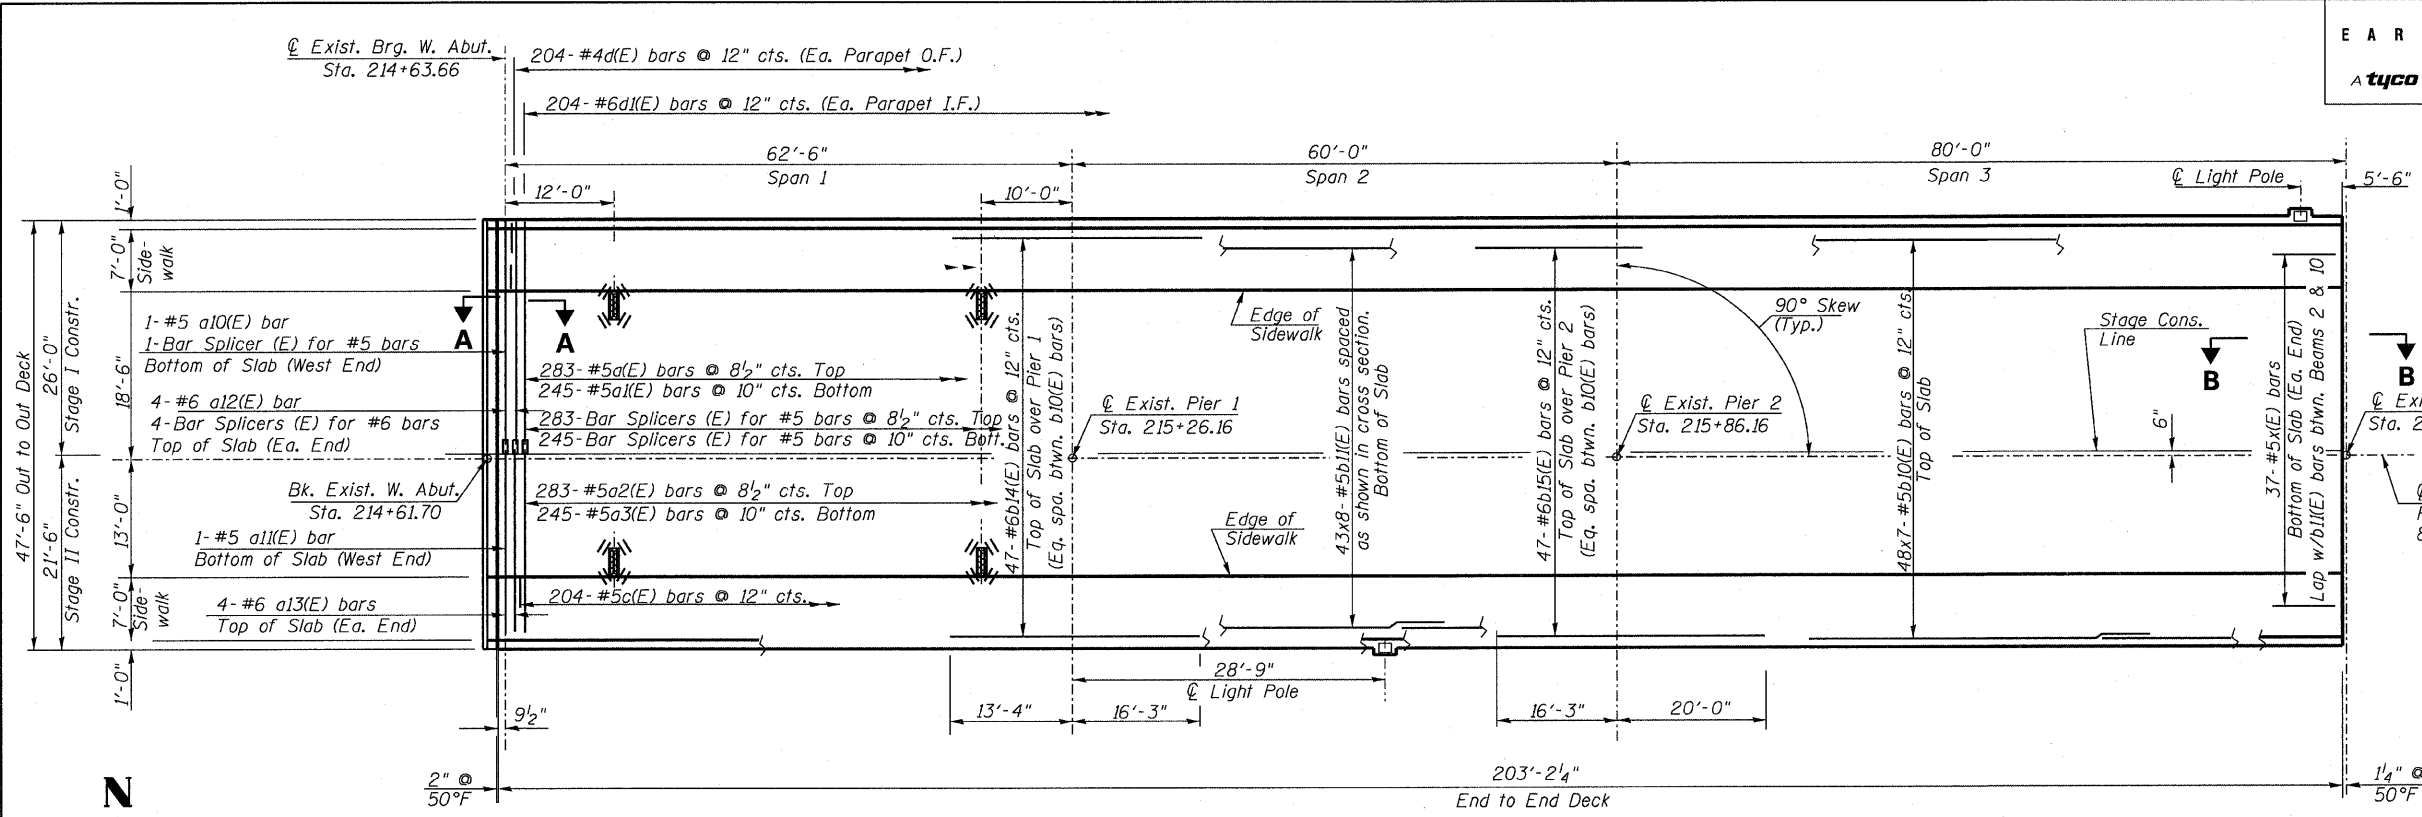 ℄ Exist. Brg. W. Abut.
Sta. 214+63.66
204- #4d(E) bars @ 12" cts. (Ea. Parapet O.F.)
204- #6d1(E) bars @ 12" cts. (Ea. Parapet I.F.)
E A R
A tyco
62'-6"
Span 1
60'-0"
Span 2
80'-0"
Span 3
12'-0"
10'-0"
℄ Light Pole
5'-6"
1'-0"
7'-0"
Side-
walk
18'-6"
13'-0"
7'-0"
Side-
walk
1'-0"
47'-6" Out to Out Deck
26'-0"
Stage I Constr.
21'-6"
Stage II Constr.
1- #5 a10(E) bar
1-Bar Splicer (E) for #5 bars
Bottom of Slab (West End)
4- #6 a12(E) bar
4-Bar Splicers (E) for #6 bars
Top of Slab (Ea. End)
Bk. Exist. W. Abut.
Sta. 214+61.70
1- #5 a11(E) bar
Bottom of Slab (West End)
4- #6 a13(E) bars
Top of Slab (Ea. End)
A
A
283- #5a(E) bars @ 8½" cts. Top
245- #5a1(E) bars @ 10" cts. Bottom
283-Bar Splicers (E) for #5 bars @ 8½" cts. Top
245-Bar Splicers (E) for #5 bars @ 10" cts. Bott.
283- #5a2(E) bars @ 8½" cts. Top
245- #5a3(E) bars @ 10" cts. Bottom
204- #5c(E) bars @ 12" cts.
47- #6b14(E) bars @ 12" cts.
Top of Slab over Pier 1
(Eq. spa. btwn. b10(E) bars)
℄ Exist. Pier 1
Sta. 215+26.16
Edge of
Sidewalk
Edge of
Sidewalk
43x8- #5b11(E) bars spaced
as shown in cross section.
Bottom of Slab
47- #6b15(E) bars @ 12" cts.
Top of Slab over Pier 2
(Eq. spa. btwn. b10(E) bars)
℄ Exist. Pier 2
Sta. 215+86.16
90° Skew
(Typ.)
48x7- #5b10(E) bars @ 12" cts.
Top of Slab
Stage Cons.
Line
6"
B
B
37- #5x(E) bars
Bottom of Slab (Ea. End)
Lap w/b11(E) bars btwn. Beams 2 & 10
℄ Exi
Sta. 2
℄
8
28'-9"
℄ Light Pole
13'-4"
16'-3"
16'-3"
20'-0"
9½"
2" @
50°F
203'-2¼"
End to End Deck
1¼" @
50°F
N